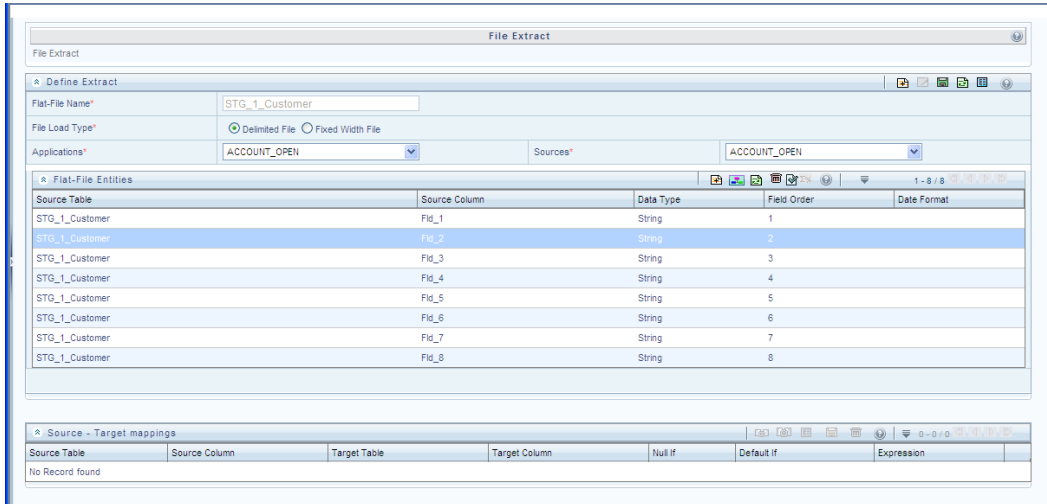 File Extract
File Extract
Define Extract
Flat-File Name* STG_1_Customer
File Load Type* Delimited File Fixed Width File
Applications* ACCOUNT_OPEN Sources* ACCOUNT_OPEN
Flat-File Entities 1 - 8 / 8
Source Table Source Column Data Type Field Order Date Format
STG_1_Customer Fld_1 String 1
STG_1_Customer Fld_2 String 2
STG_1_Customer Fld_3 String 3
STG_1_Customer Fld_4 String 4
STG_1_Customer Fld_5 String 5
STG_1_Customer Fld_6 String 6
STG_1_Customer Fld_7 String 7
STG_1_Customer Fld_8 String 8
Source - Target mappings 0 - 0 / 0
Source Table Source Column Target Table Target Column Null If Default If Expression
No Record found